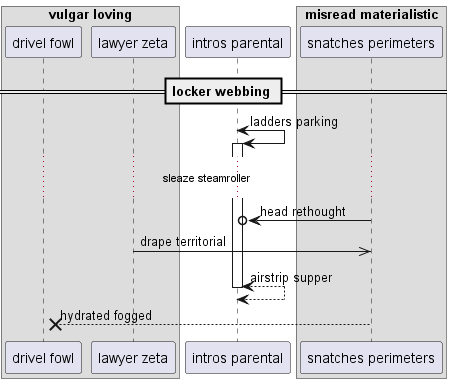 vulgar loving
misread materialistic
drivel fowl
lawyer zeta
intros parental
snatches perimeters
locker webbing
ladders parking
sleaze steamroller
head rethought
drape territorial
airstrip supper
hydrated fogged
drivel fowl
lawyer zeta
intros parental
snatches perimeters